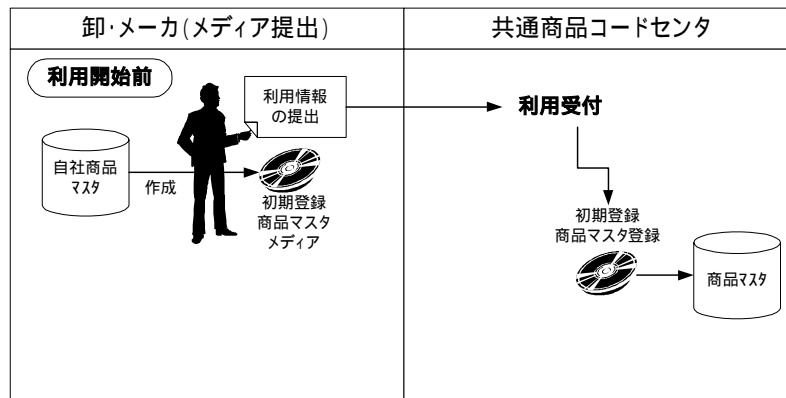 卸・メーカ(メディア提出)
共通商品コードセンタ
利用開始前
利用情報
の提出
利用受付
自社商品
ﾏｽﾀ
作成
初期登録
商品マスタ
メディア
初期登録
商品マスタ登録
商品ﾏｽﾀ